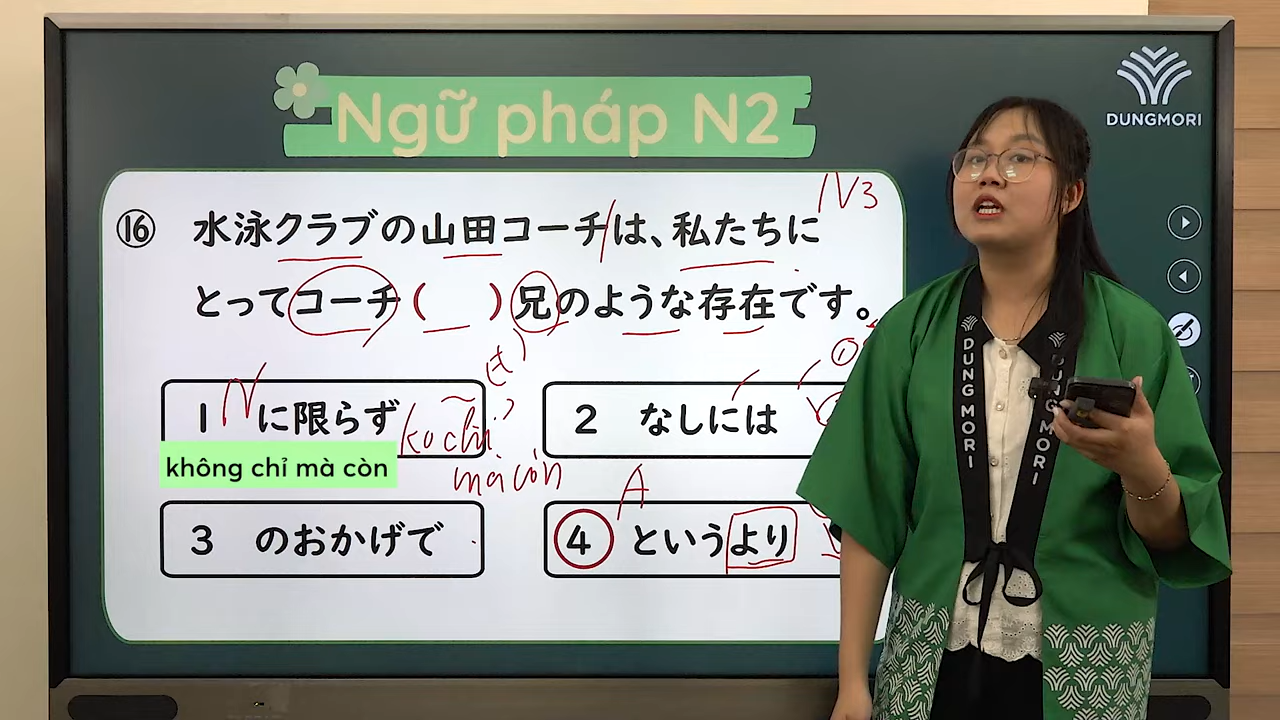 Ngữ pháp N2
DUNGMORI
N3
⑯ 水泳クラブの山田コーチは、私たちに
とってコーチ( )兄のような存在です。
1 に限らず
N
ko chỉ
mà còn
không chỉ mà còn
2 なしには
3 のおかげで
4 というより
A
DUNG MORI
DUNG MORI